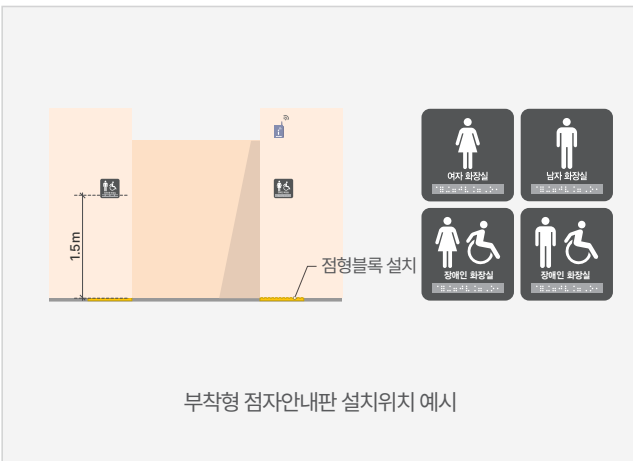 여자 화장실
남자 화장실
장애인 화장실
장애인 화장실
1.5m
점형블록 설치
부착형 점자안내판 설치위치 예시